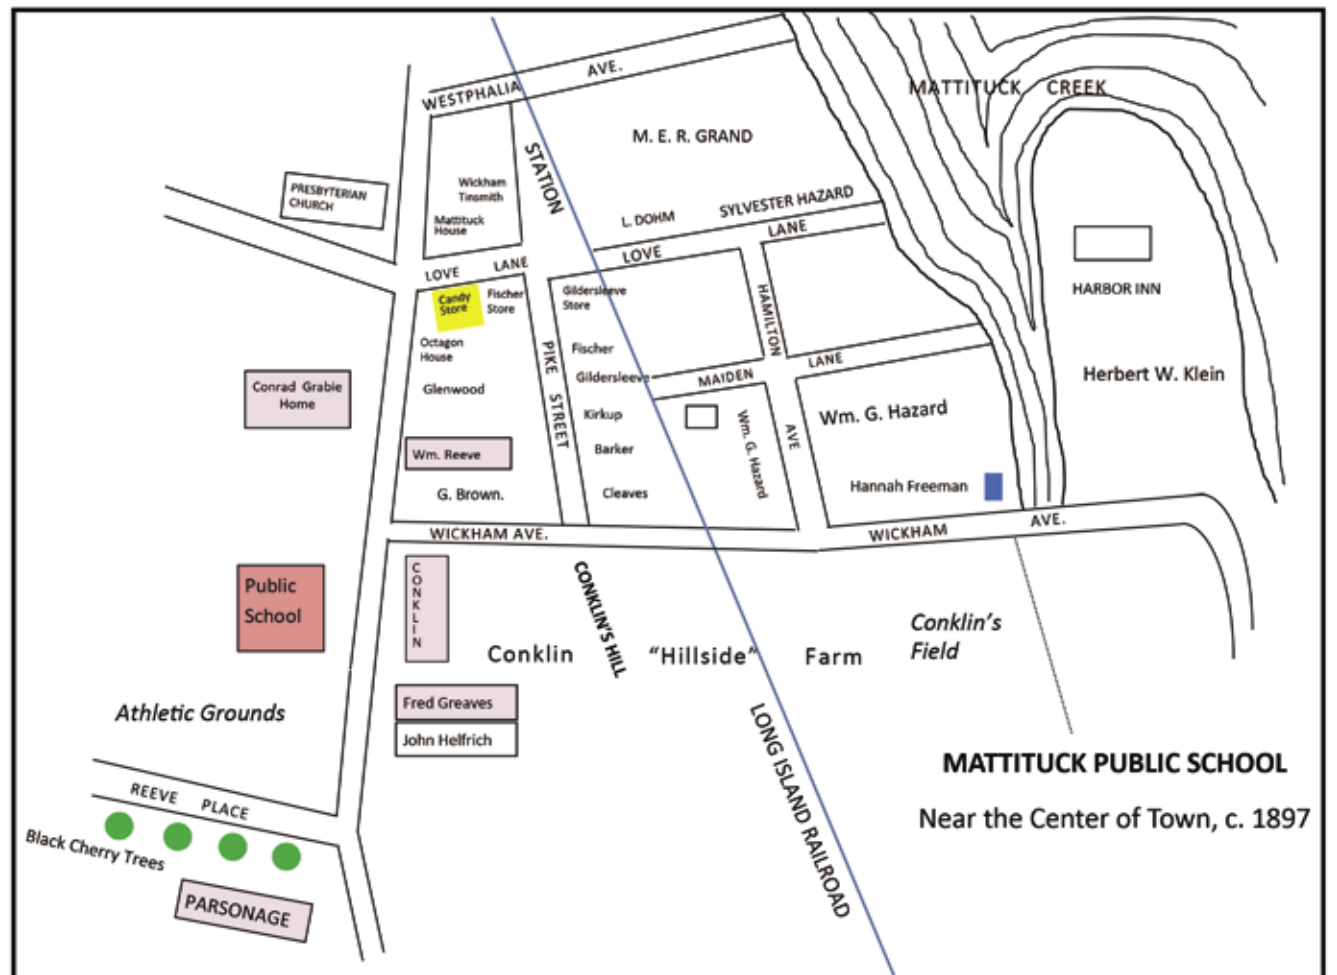 WESTPHALIA AVE.
MATTITUCK CREEK
M. E. R. GRAND
STATION
PRESBYTERIAN
CHURCH
Wickham
Tinsmith
Mattituck
House
L. DOHM
SYLVESTER HAZARD
LOVE LANE
LOVE LANE
HARBOR INN
Candy
Store
Fischer
Store
Gildersleeve
Store
HAMILTON
AVE
Octagon
House
PIKE STREET
Fischer
MAIDEN LANE
Herbert W. Klein
Conrad Grabie
Home
Glenwood
Gildersleeve
Kirkup
Wm. G. Hazard
Wm. G. Hazard
Wm. Reeve
Barker
G. Brown.
Cleaves
Hannah Freeman
WICKHAM AVE.
WICKHAM AVE.
Public
School
CONKLIN
CONKLIN'S HILL
Conklin "Hillside" Farm
Conklin's
Field
Fred Greaves
John Helfrich
Athletic Grounds
LONG ISLAND RAILROAD
MATTITUCK PUBLIC SCHOOL
Near the Center of Town, c. 1897
REEVE PLACE
Black Cherry Trees
PARSONAGE